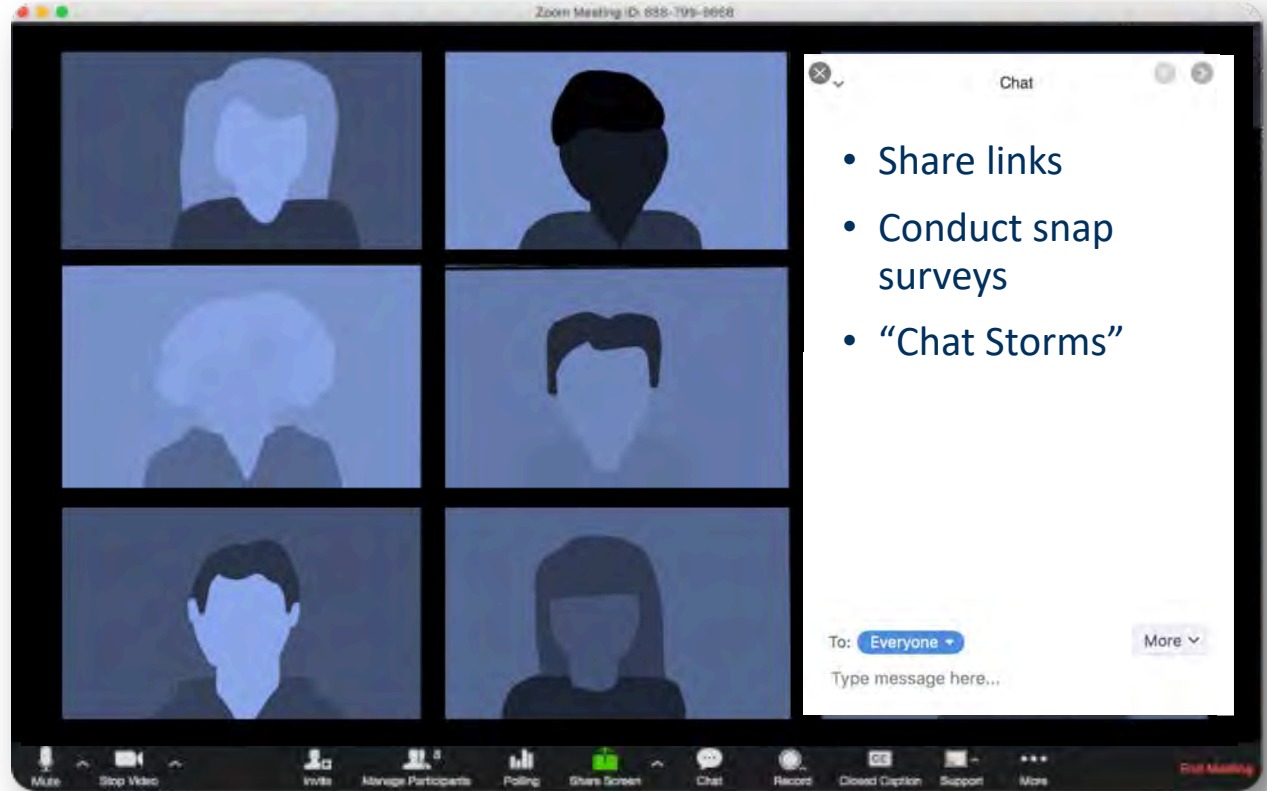 Zoom Meeting ID: 888-799-9668
Chat
• Share links
• Conduct snap
surveys
• “Chat Storms”
To: Everyone
More
Type message here...
Mute
Stop Video
Invite
Manage Participants
Polling
Share Screen
Chat
Record
CC
Closed Caption
Support
More
End Meeting